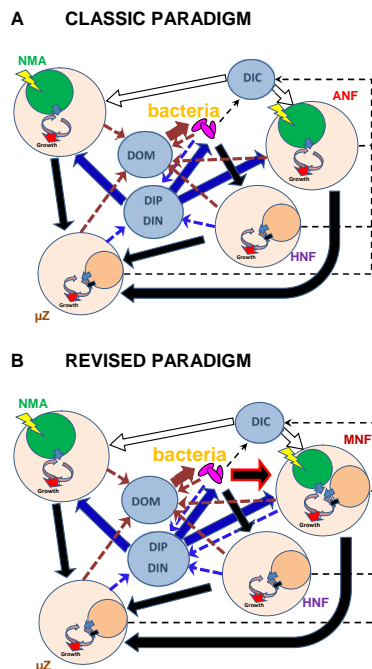 A CLASSIC PARADIGM
NMA
DIC
ANF
bacteria
Growth
DOM
Growth
DIP
DIN
Growth
HNF
Growth
µZ
B REVISED PARADIGM
NMA
DIC
MNF
bacteria
Growth
DOM
Growth
DIP
DIN
Growth
HNF
Growth
µZ